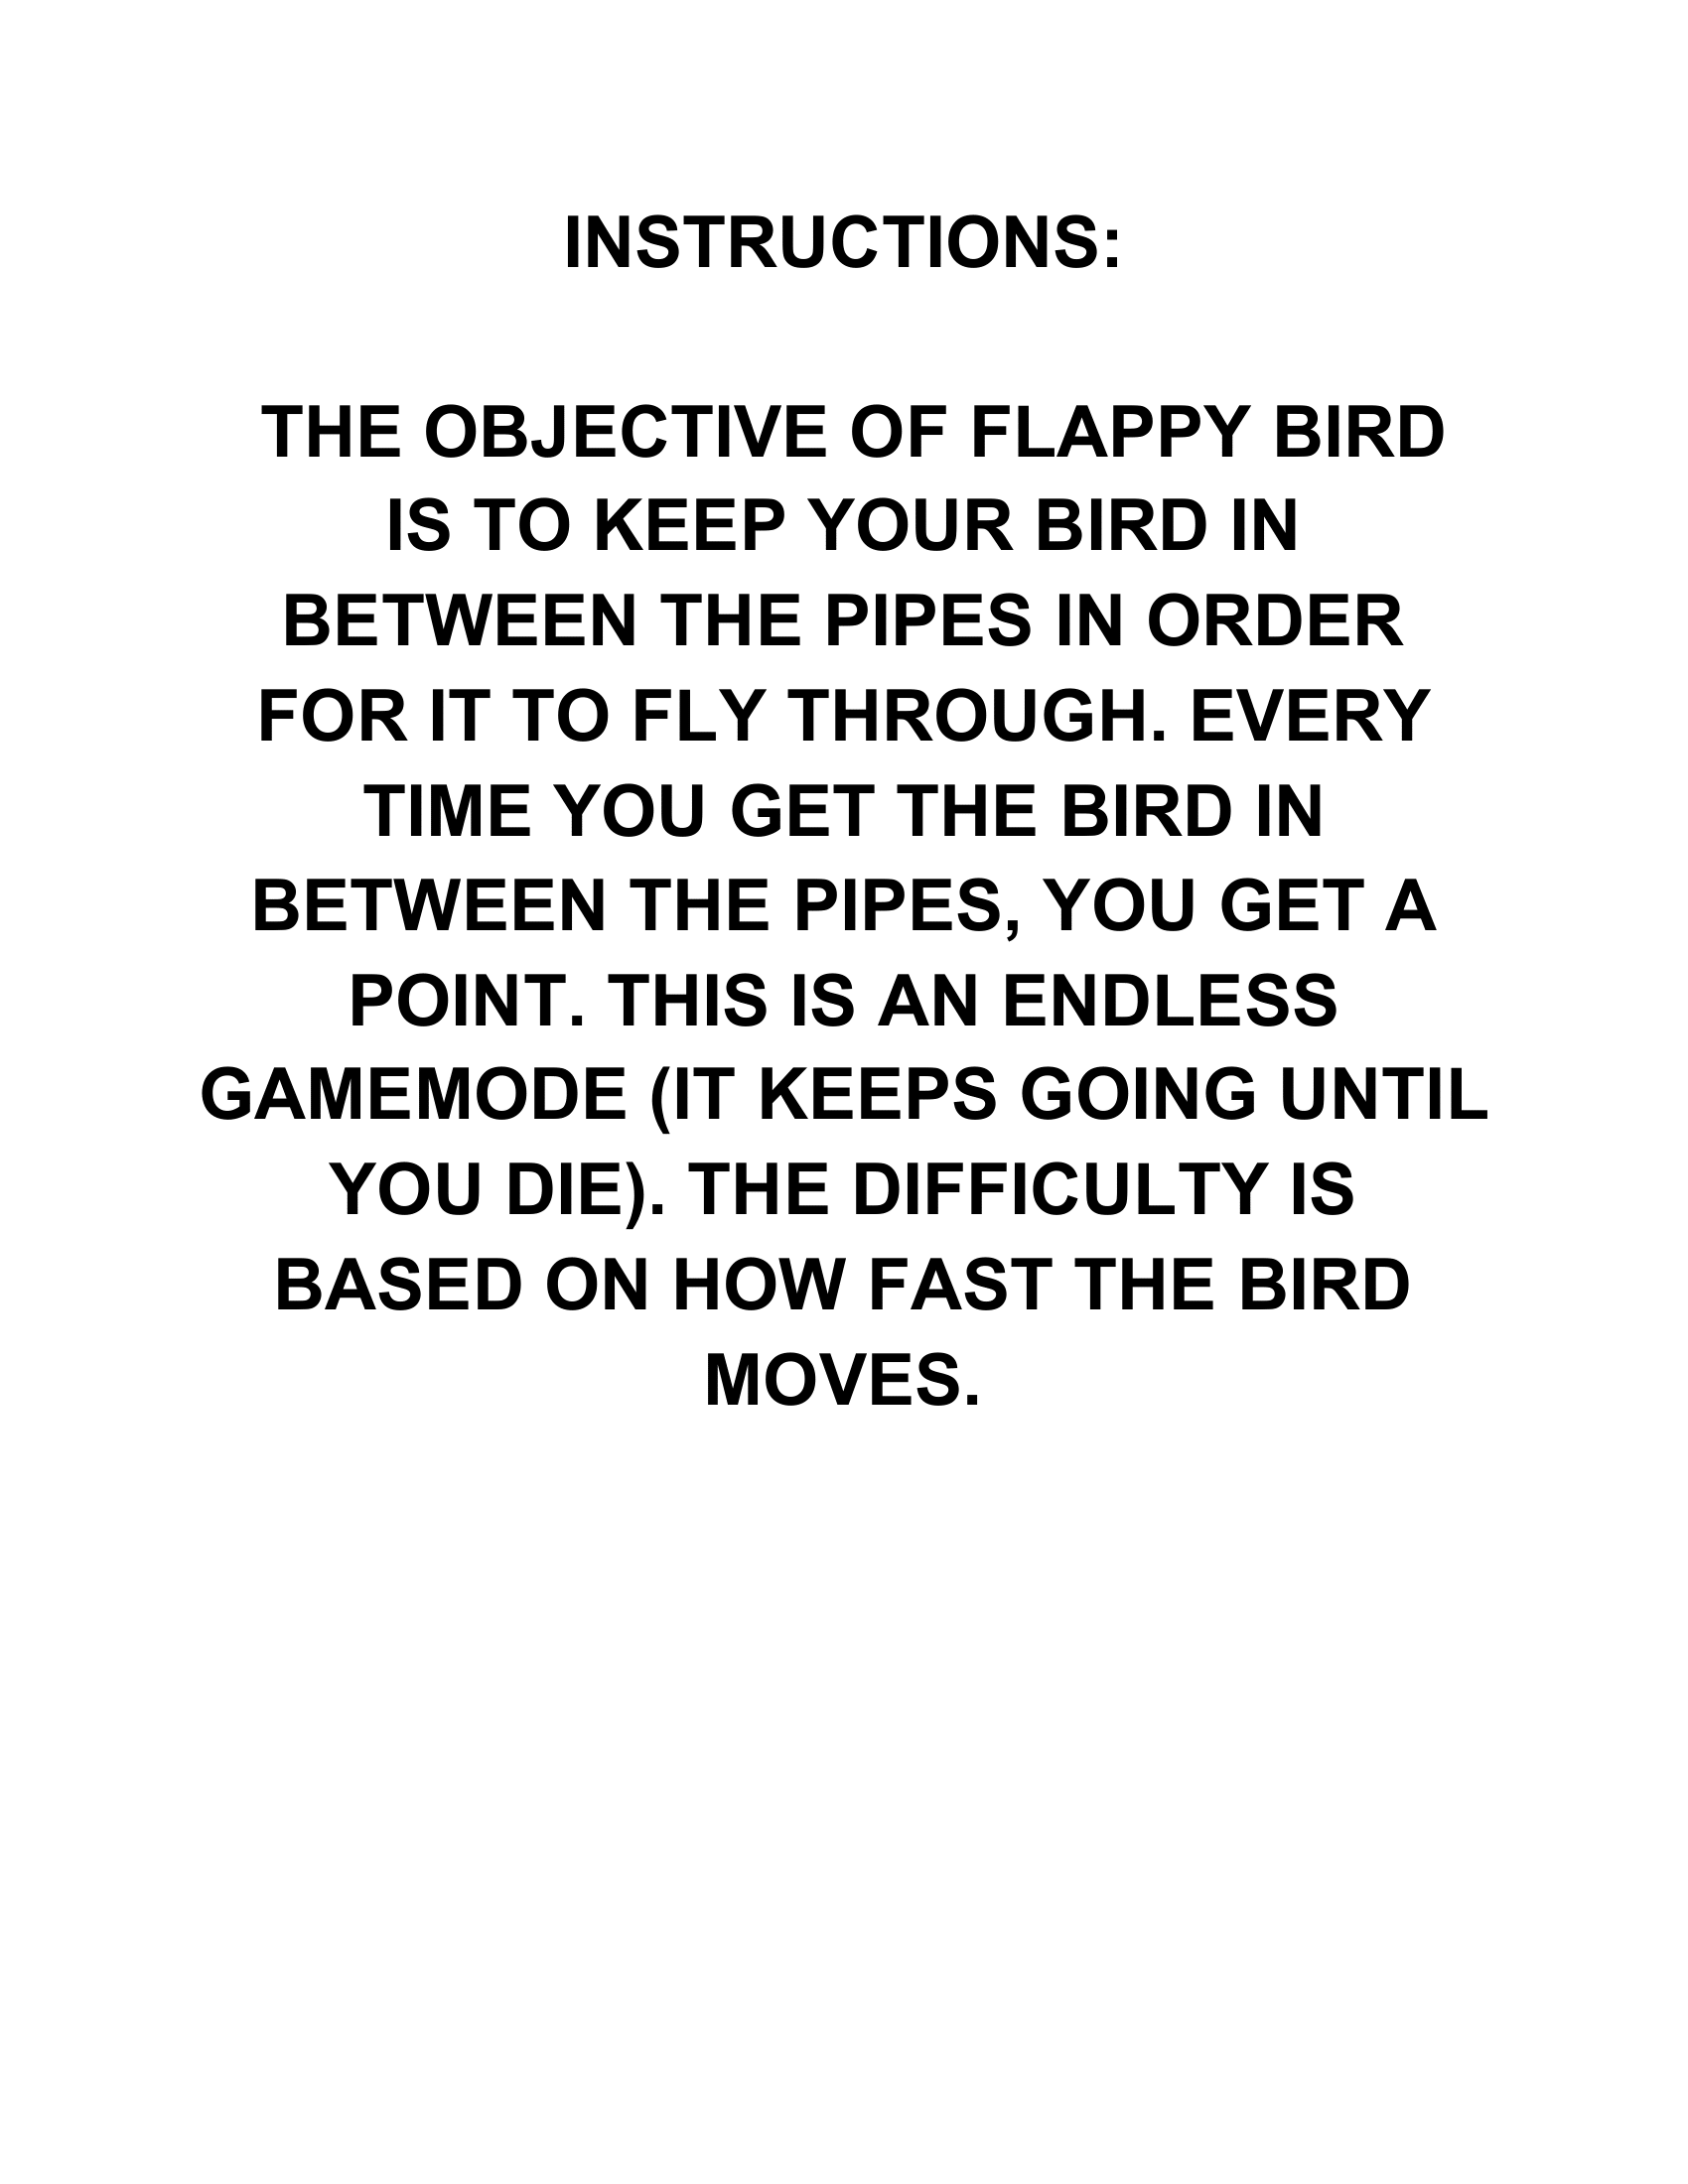 INSTRUCTIONS:
THE OBJECTIVE OF FLAPPY BIRD
IS TO KEEP YOUR BIRD IN
BETWEEN THE PIPES IN ORDER
FOR IT TO FLY THROUGH. EVERY
TIME YOU GET THE BIRD IN
BETWEEN THE PIPES, YOU GET A
POINT. THIS IS AN ENDLESS
GAMEMODE (IT KEEPS GOING UNTIL
YOU DIE). THE DIFFICULTY IS
BASED ON HOW FAST THE BIRD
MOVES.